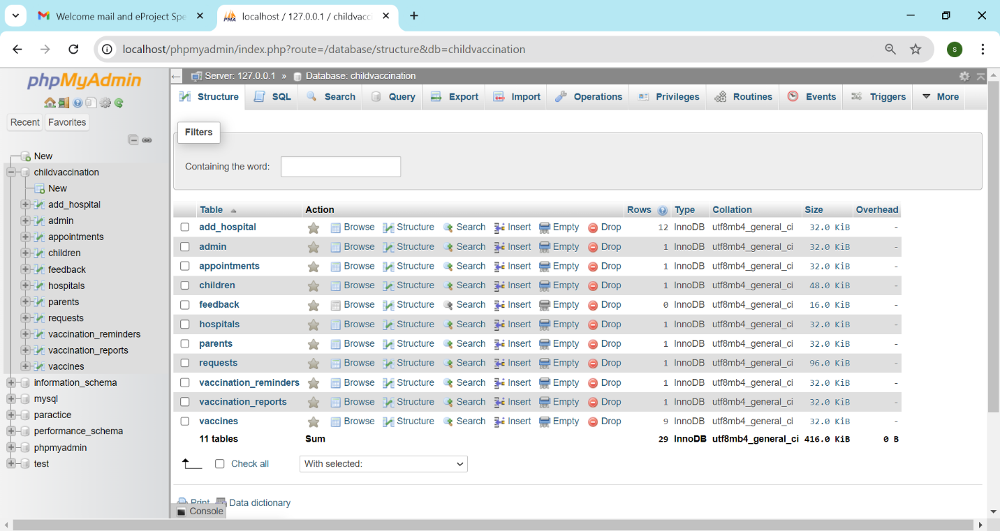 Welcome mail and eProject Spe
localhost / 127.0.0.1 / childvacci
localhost/phpmyadmin/index.php?route=/database/structure&db=childvaccination
s
phpMyAdmin
Recent Favorites
New
childvaccination
New
add_hospital
admin
appointments
children
feedback
hospitals
parents
requests
vaccination_reminders
vaccination_reports
vaccines
information_schema
mysql
paractice
performance_schema
phpmyadmin
test
Server: 127.0.0.1 » Database: childvaccination
Structure SQL Search Query Export Import Operations Privileges Routines Events Triggers More
Filters
Containing the word:
Table Action Rows Type Collation Size Overhead
add_hospital Browse Structure Search Insert Empty Drop 12 InnoDB utf8mb4_general_ci 32.0 KiB -
admin Browse Structure Search Insert Empty Drop 1 InnoDB utf8mb4_general_ci 32.0 KiB -
appointments Browse Structure Search Insert Empty Drop 1 InnoDB utf8mb4_general_ci 32.0 KiB -
children Browse Structure Search Insert Empty Drop 1 InnoDB utf8mb4_general_ci 48.0 KiB -
feedback Browse Structure Search Insert Empty Drop 0 InnoDB utf8mb4_general_ci 16.0 KiB -
hospitals Browse Structure Search Insert Empty Drop 1 InnoDB utf8mb4_general_ci 32.0 KiB -
parents Browse Structure Search Insert Empty Drop 1 InnoDB utf8mb4_general_ci 32.0 KiB -
requests Browse Structure Search Insert Empty Drop 1 InnoDB utf8mb4_general_ci 96.0 KiB -
vaccination_reminders Browse Structure Search Insert Empty Drop 1 InnoDB utf8mb4_general_ci 32.0 KiB -
vaccination_reports Browse Structure Search Insert Empty Drop 1 InnoDB utf8mb4_general_ci 32.0 KiB -
vaccines Browse Structure Search Insert Empty Drop 9 InnoDB utf8mb4_general_ci 32.0 KiB -
11 tables Sum 29 InnoDB utf8mb4_general_ci 416.0 KiB 0 B
Check all With selected:
Print Data dictionary
Console